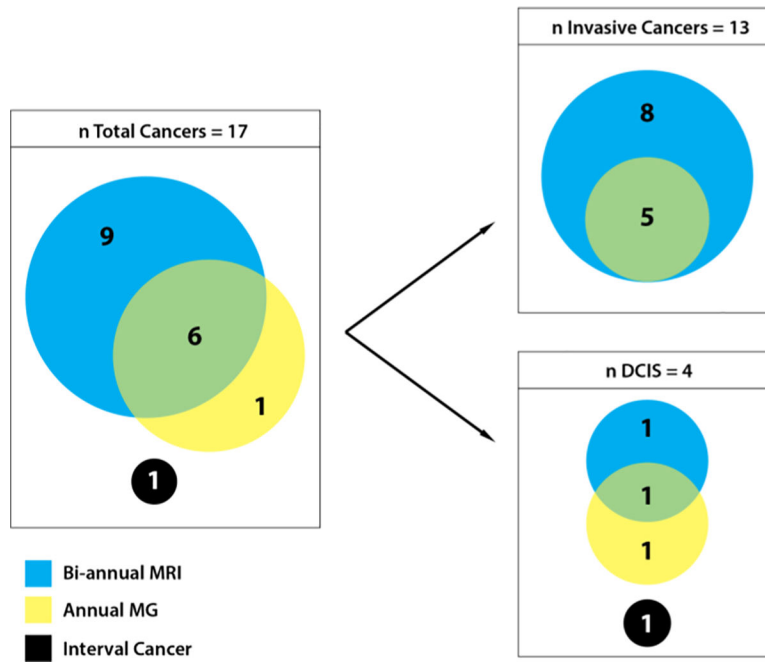 n Total Cancers = 17
9
6
1
1
n Invasive Cancers = 13
8
5
n DCIS = 4
1
1
1
1
Bi-annual MRI
Annual MG
Interval Cancer